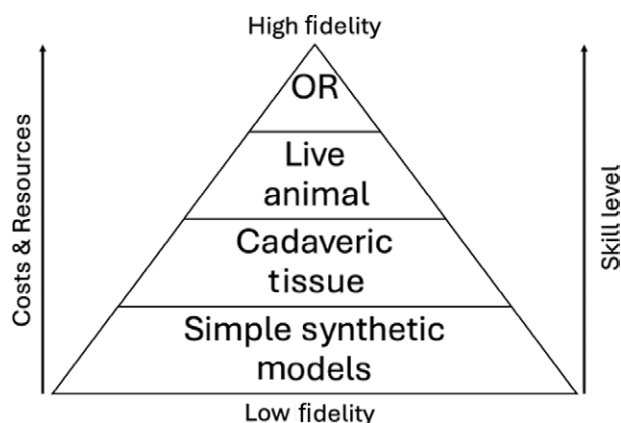 High fidelity
OR
Live
animal
Cadaveric
tissue
Simple synthetic
models
Low fidelity
Costs & Resources
Skill level